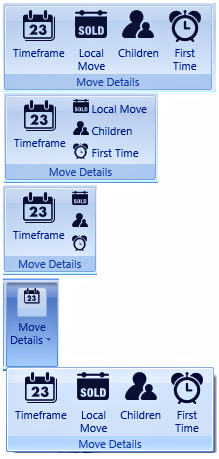 23 SOLD
Timeframe Local Move Children First Time
Move Details
23 SOLD Local Move
Children
Timeframe First Time
Move Details
23 SOLD
Timeframe
Move Details
23
Move
Details
23 SOLD
Timeframe Local Move Children First Time
Move Details